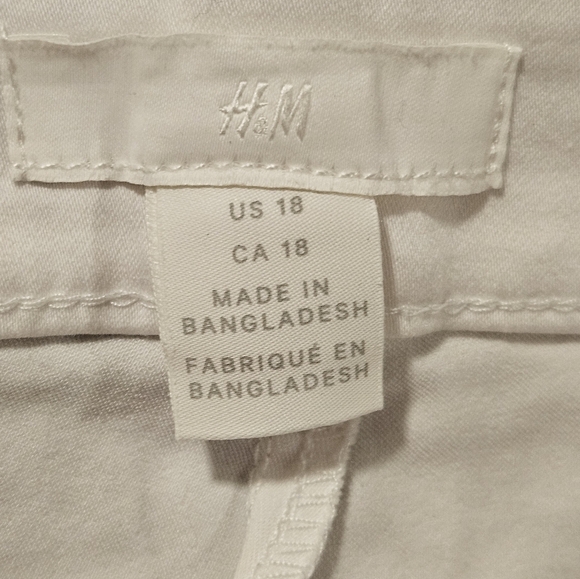 H&M
US 18
CA 18
MADE IN
BANGLADESH
FABRIQUÉ EN
BANGLADESH